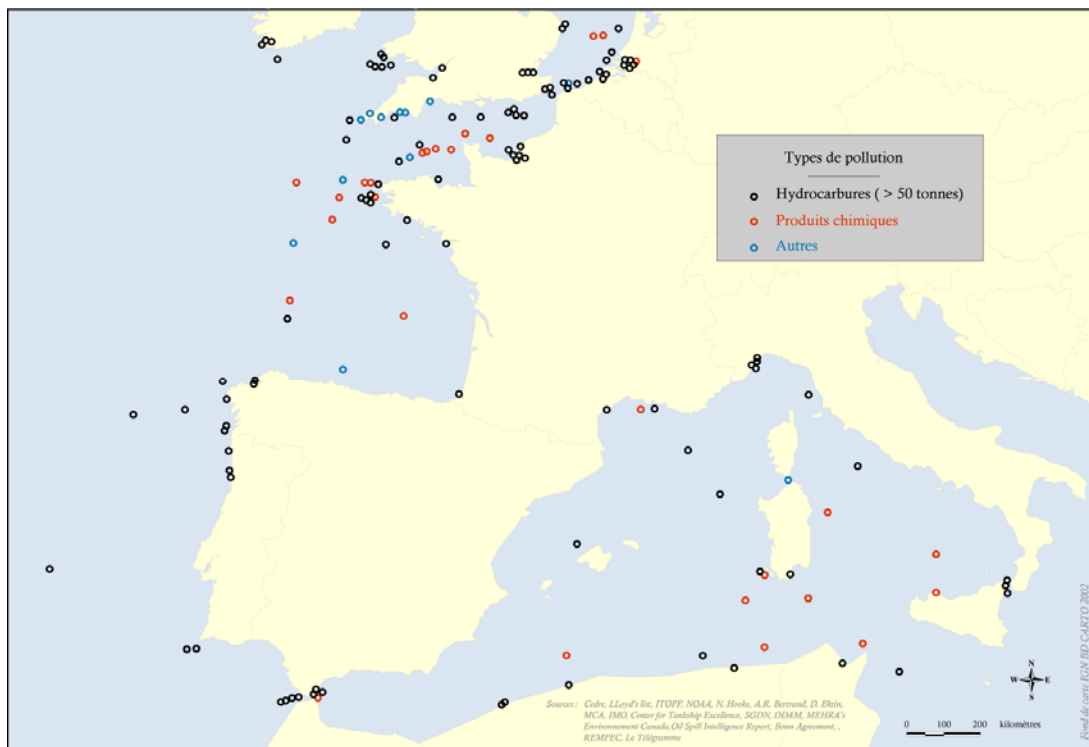 Types de pollution
Hydrocarbures ( > 50 tonnes)
Produits chimiques
Autres
N
W E
S
Sources : Cedre, LLoyd's list, ITOPF, NOAA, N. Hooke, A.R. Bertrand, D. Ektin,
MCA, IMO, Center for Tankship Excellence, SGDN, DDAM, MEHRA's
Environnement Canada,Oil Spill Intelligence Report, Bonn Agreement, ,
REMPEC, Le Télégramme
0 100 200 kilomètres
Fond de carte IGN BD CARTO 2002